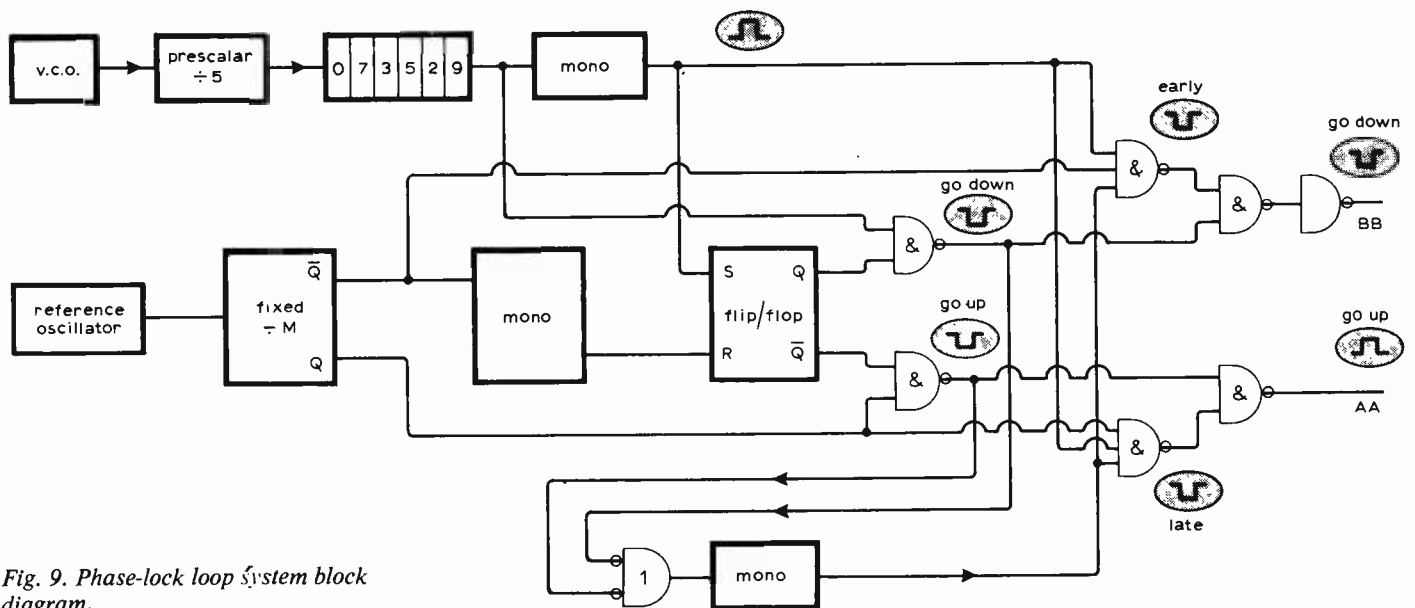 v.c.o.
prescalar
÷ 5
0 7 3 5 2 9
mono
early
go down
&
go down
&
BB
&
reference
oscillator
fixed
÷ M
Q̅
Q
mono
S Q
flip/flop
R Q̅
go up
&
go up
&
AA
&
late
1
mono
Fig. 9. Phase-lock loop system block
diagram.